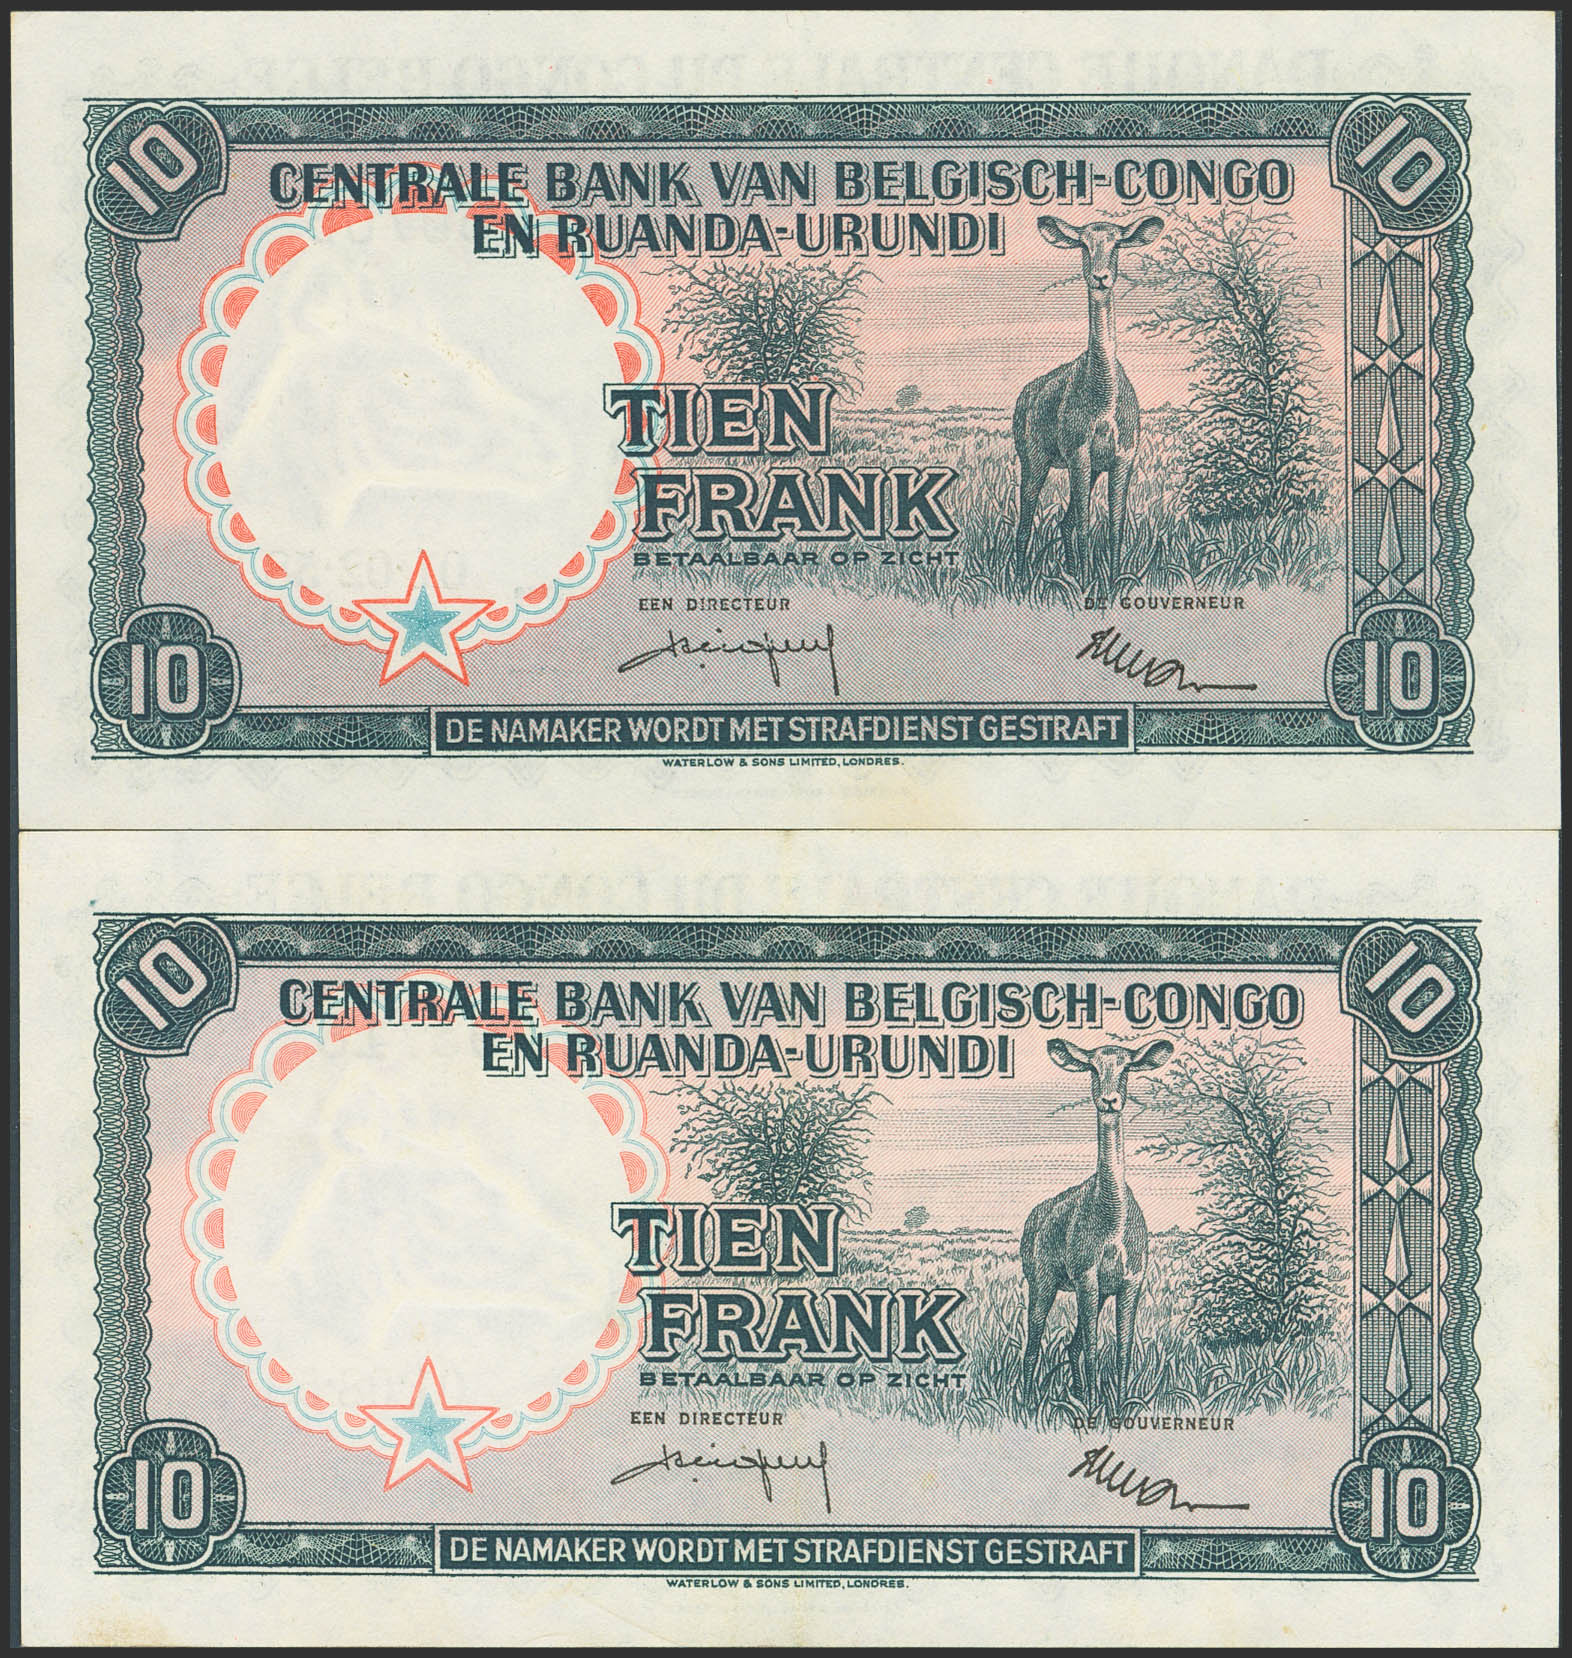 10
10
CENTRALE BANK VAN BELGISCH-CONGO
EN RUANDA-URUNDI
TIEN
FRANK
BETAALBAAR OP ZICHT
EEN DIRECTEUR
DE GOUVERNEUR
10
10
DE NAMAKER WORDT MET STRAFDIENST GESTRAFT
WATERLOW & SONS LIMITED, LONDRES.
10
10
CENTRALE BANK VAN BELGISCH-CONGO
EN RUANDA-URUNDI
TIEN
FRANK
BETAALBAAR OP ZICHT
EEN DIRECTEUR
DE GOUVERNEUR
10
10
DE NAMAKER WORDT MET STRAFDIENST GESTRAFT
WATERLOW & SONS LIMITED, LONDRES.